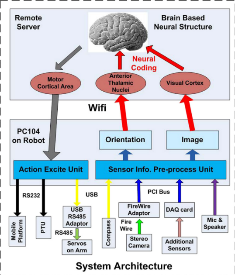 Remote
Server
Brain Based
Neural Structure
Neural
Coding
Motor
Cortical Area
Anterior
Thalamic
Nuclei
Visual Cortex
Wifi
PC104
on Robot
Orientation
Image
Action Excite Unit
Sensor Info. Pre-process Unit
RS232
USB
PCI Bus
Mobile
Platform
PTU
USB
RS485
Adaptor
RS485
Servos
on Arm
Compass
FireWire
Adaptor
Fire
Wire
Stereo
Camera
DAQ card
Additional
Sensors
Mic &
Speaker
System Architecture